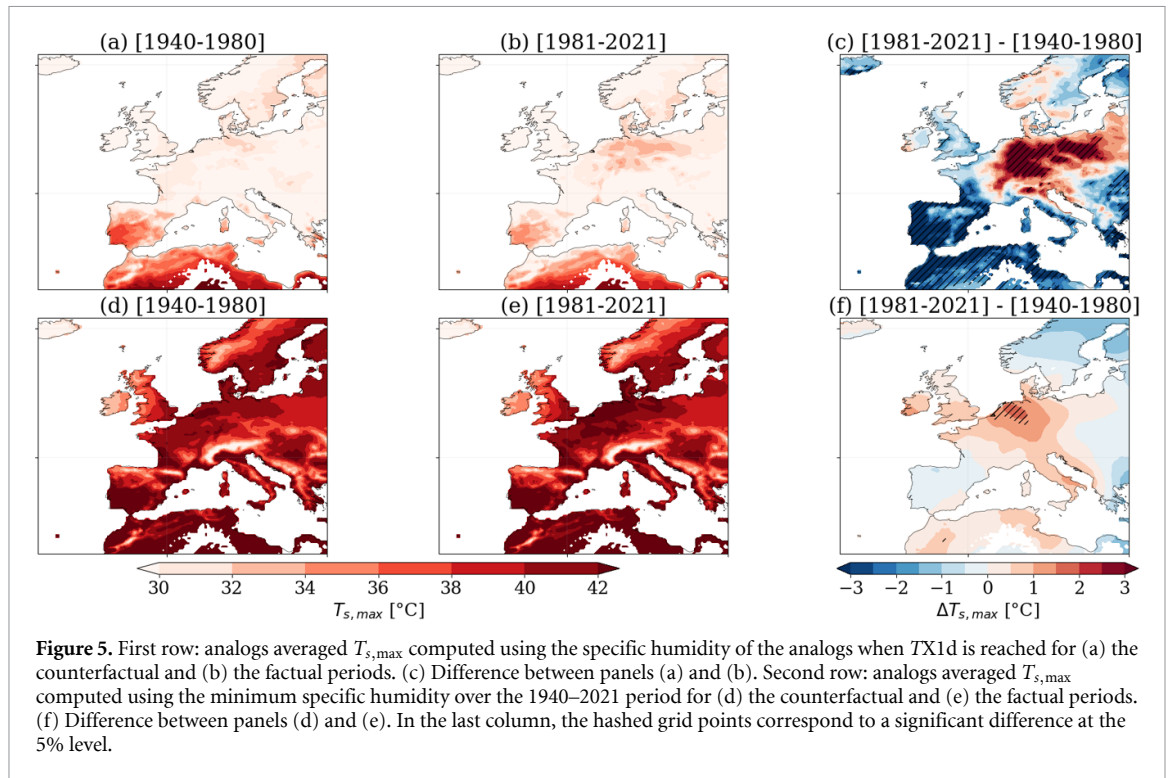 (a) [1940-1980]
(b) [1981-2021]
(c) [1981-2021] - [1940-1980]
(d) [1940-1980]
(e) [1981-2021]
(f) [1981-2021] - [1940-1980]
30 32 34 36 38 40 42
T_{s,max} [°C]
−3 −2 −1 0 1 2 3
ΔT_{s,max} [°C]
Figure 5. First row: analogs averaged T_{s,max} computed using the specific humidity of the analogs when TX1d is reached for (a) the
counterfactual and (b) the factual periods. (c) Difference between panels (a) and (b). Second row: analogs averaged T_{s,max}
computed using the minimum specific humidity over the 1940–2021 period for (d) the counterfactual and (e) the factual periods.
(f) Difference between panels (d) and (e). In the last column, the hashed grid points correspond to a significant difference at the
5% level.